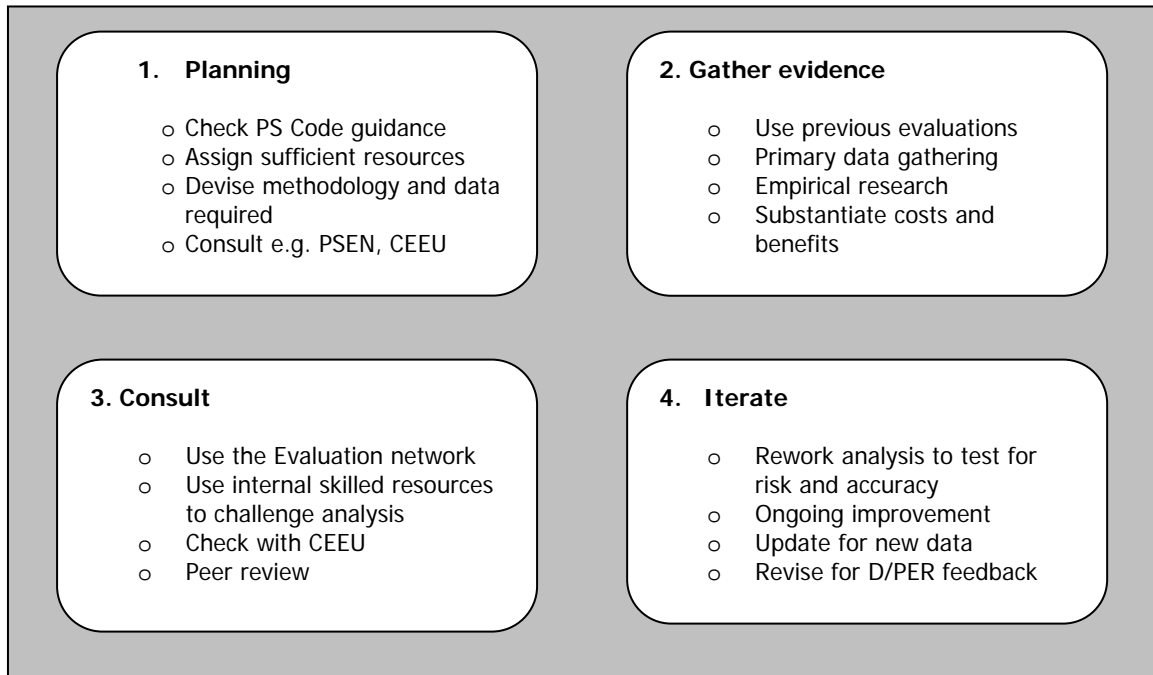 1. Planning
o Check PS Code guidance
o Assign sufficient resources
o Devise methodology and data
required
o Consult e.g. PSEN, CEEU
2. Gather evidence
o Use previous evaluations
o Primary data gathering
o Empirical research
o Substantiate costs and
benefits
3. Consult
o Use the Evaluation network
o Use internal skilled resources
to challenge analysis
o Check with CEEU
o Peer review
4. Iterate
o Rework analysis to test for
risk and accuracy
o Ongoing improvement
o Update for new data
o Revise for D/PER feedback